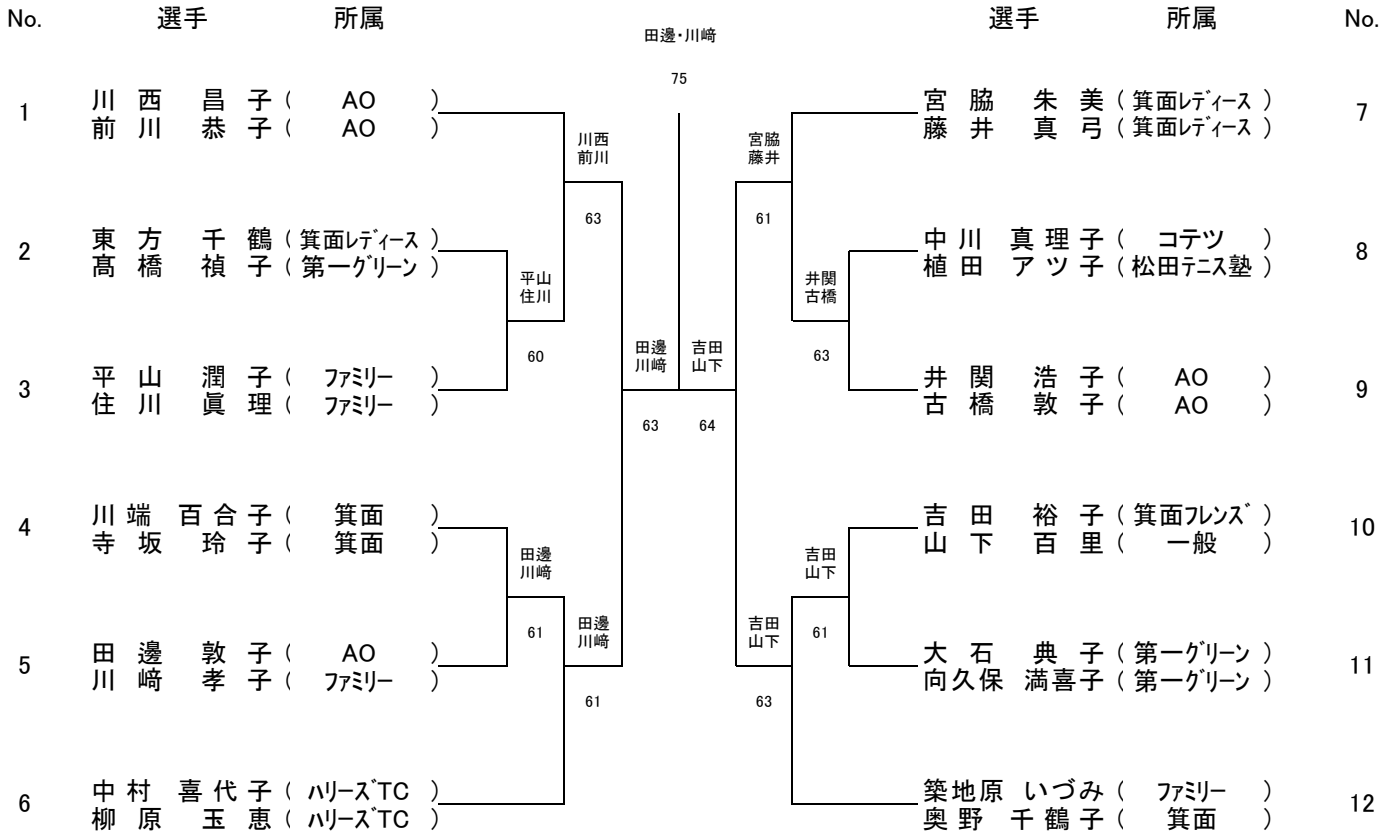 No. 選手 所属 選手 所属 No.
田邊・川﨑
75
1 川西 昌子 ( AO )
前川 恭子 ( AO )
宮脇 朱美 ( 箕面レディース ) 7
藤井 真弓 ( 箕面レディース )
川西
前川
宮脇
藤井
63
61
2 東方 千鶴 ( 箕面レディース )
髙橋 禎子 ( 第一グリーン )
中川 真理子 ( コテツ ) 8
植田 アツ子 ( 松田テニス塾 )
平山
住川
井関
古橋
60
63
田邊
川﨑
吉田
山下
3 平山 潤子 ( ファミリー )
住川 眞理 ( ファミリー )
井関 浩子 ( AO ) 9
古橋 敦子 ( AO )
63
64
4 川端 百合子 ( 箕面 )
寺坂 玲子 ( 箕面 )
吉田 裕子 ( 箕面フレンズ ) 10
山下 百里 ( 一般 )
田邊
川﨑
吉田
山下
61
61
田邊
川﨑
吉田
山下
5 田邊 敦子 ( AO )
川﨑 孝子 ( ファミリー )
大石 典子 ( 第一グリーン ) 11
向久保 満喜子 ( 第一グリーン )
61
63
6 中村 喜代子 ( ハリーズTC )
柳原 玉恵 ( ハリーズTC )
築地原 いづみ ( ファミリー ) 12
奥野 千鶴子 ( 箕面 )